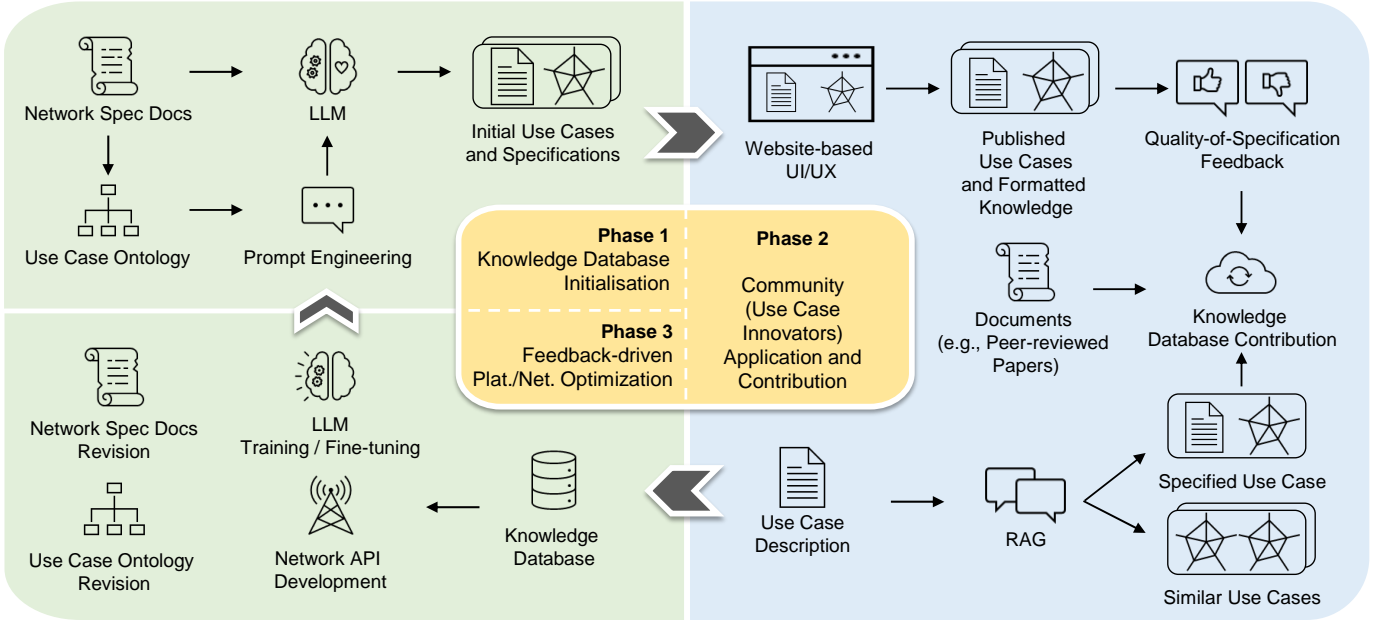 Network Spec Docs
LLM
Initial Use Cases
and Specifications
Use Case Ontology
Prompt Engineering
Website-based
UI/UX
Published
Use Cases
and Formatted
Knowledge
Quality-of-Specification
Feedback
Phase 1
Knowledge Database
Initialisation
Phase 2
Community
(Use Case
Innovators)
Application and
Contribution
Phase 3
Feedback-driven
Plat./Net. Optimization
Documents
(e.g., Peer-reviewed
Papers)
Knowledge
Database Contribution
Network Spec Docs
Revision
LLM
Training / Fine-tuning
Use Case Ontology
Revision
Network API
Development
Knowledge
Database
Use Case
Description
RAG
Specified Use Case
Similar Use Cases